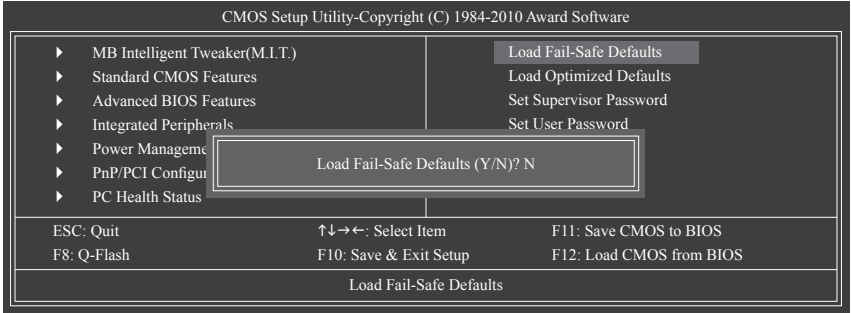 CMOS Setup Utility-Copyright (C) 1984-2010 Award Software
MB Intelligent Tweaker(M.I.T.)
Standard CMOS Features
Advanced BIOS Features
Integrated Peripherals
Power Manageme
PnP/PCI Configur
PC Health Status
Load Fail-Safe Defaults
Load Optimized Defaults
Set Supervisor Password
Set User Password
Load Fail-Safe Defaults (Y/N)? N
ESC: Quit
↑↓→←: Select Item
F11: Save CMOS to BIOS
F8: Q-Flash
F10: Save & Exit Setup
F12: Load CMOS from BIOS
Load Fail-Safe Defaults